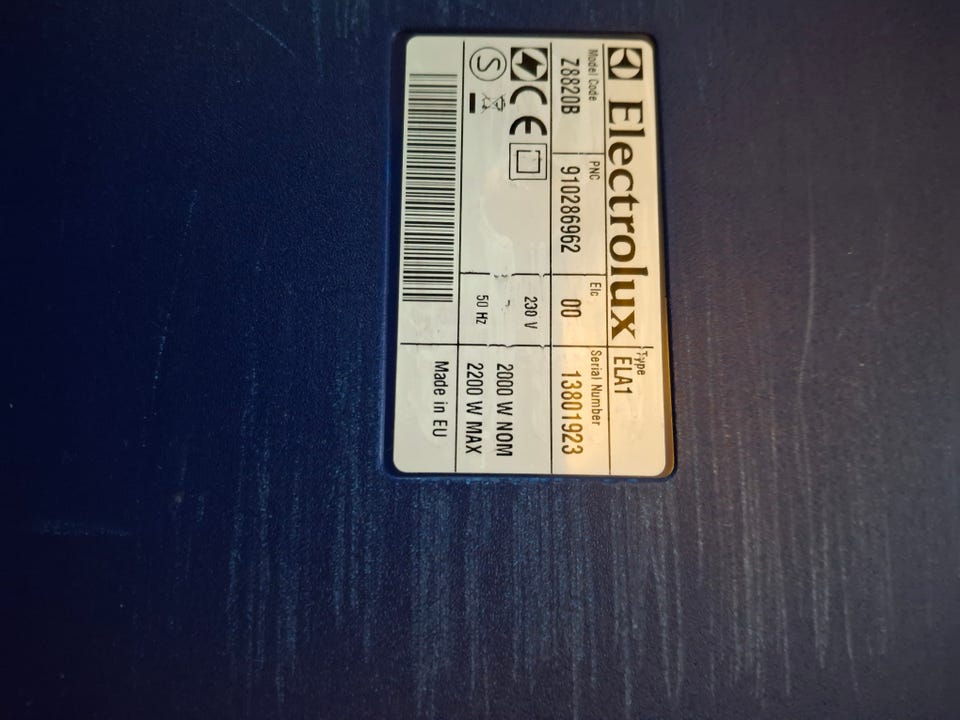 Electrolux
Type
ELA1
Model Code
Z8820B
PNC
910286962
Elc
00
Serial Number
13801923
CE
230 V
~
50 Hz
2000 W NOM
2200 W MAX
S
Made in EU